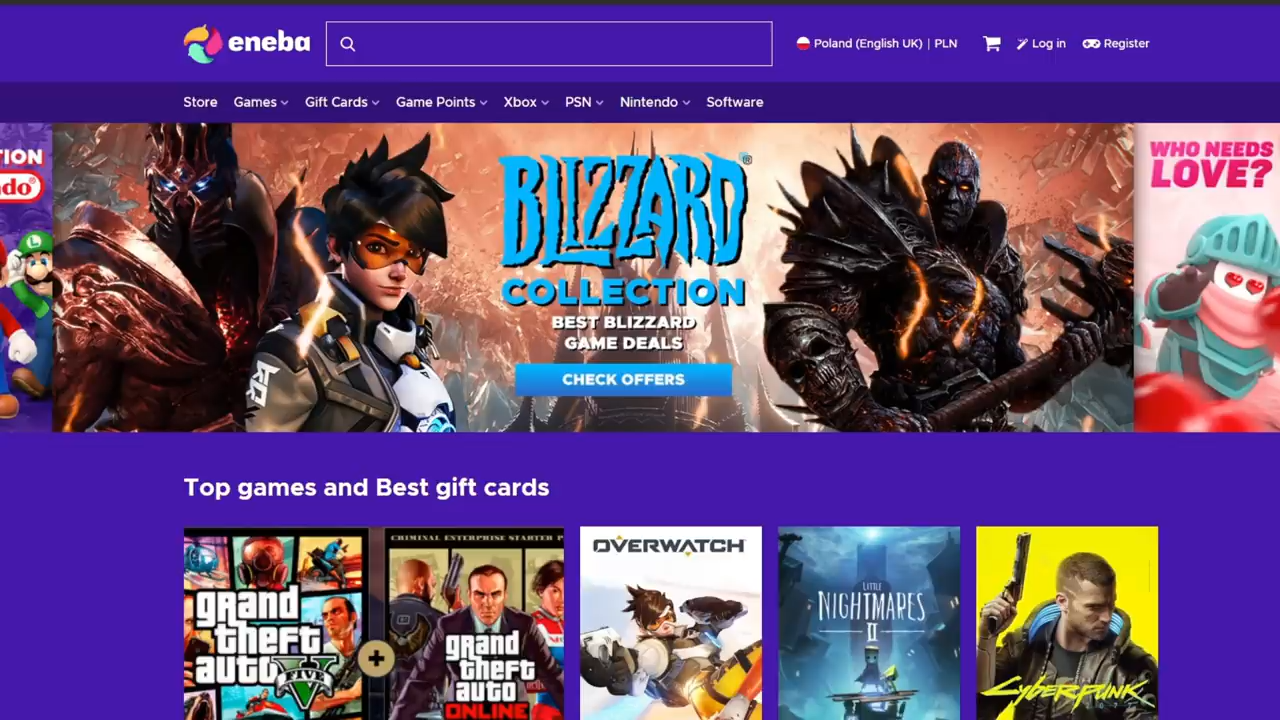 eneba
Poland (English UK) | PLN
Log in
Register
Store
Games
Gift Cards
Game Points
Xbox
PSN
Nintendo
Software
TION
ndo®
L
BLIZZARD®
COLLECTION
BEST BLIZZARD
GAME DEALS
CHECK OFFERS
WHO NEEDS
LOVE?
Top games and Best gift cards
grand
theft
auto
V
FIVE
+
CRIMINAL ENTERPRISE STARTER P
grand
theft
auto
ONLINE
OVERWATCH
LITTLE
NIGHTMARES
II
CYBERPUNK
2077